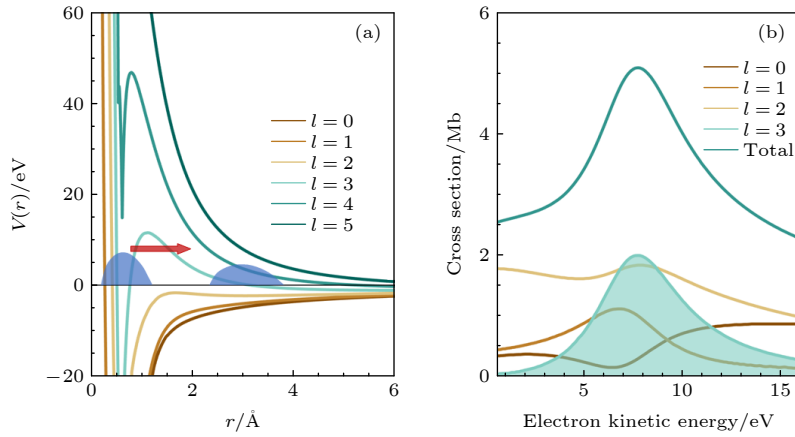 (a)
V(r)/eV
60
40
20
0
−20
l = 0
l = 1
l = 2
l = 3
l = 4
l = 5
0
2
4
6
r/Å
(b)
Cross section/Mb
6
4
2
0
l = 0
l = 1
l = 2
l = 3
Total
5
10
15
Electron kinetic energy/eV